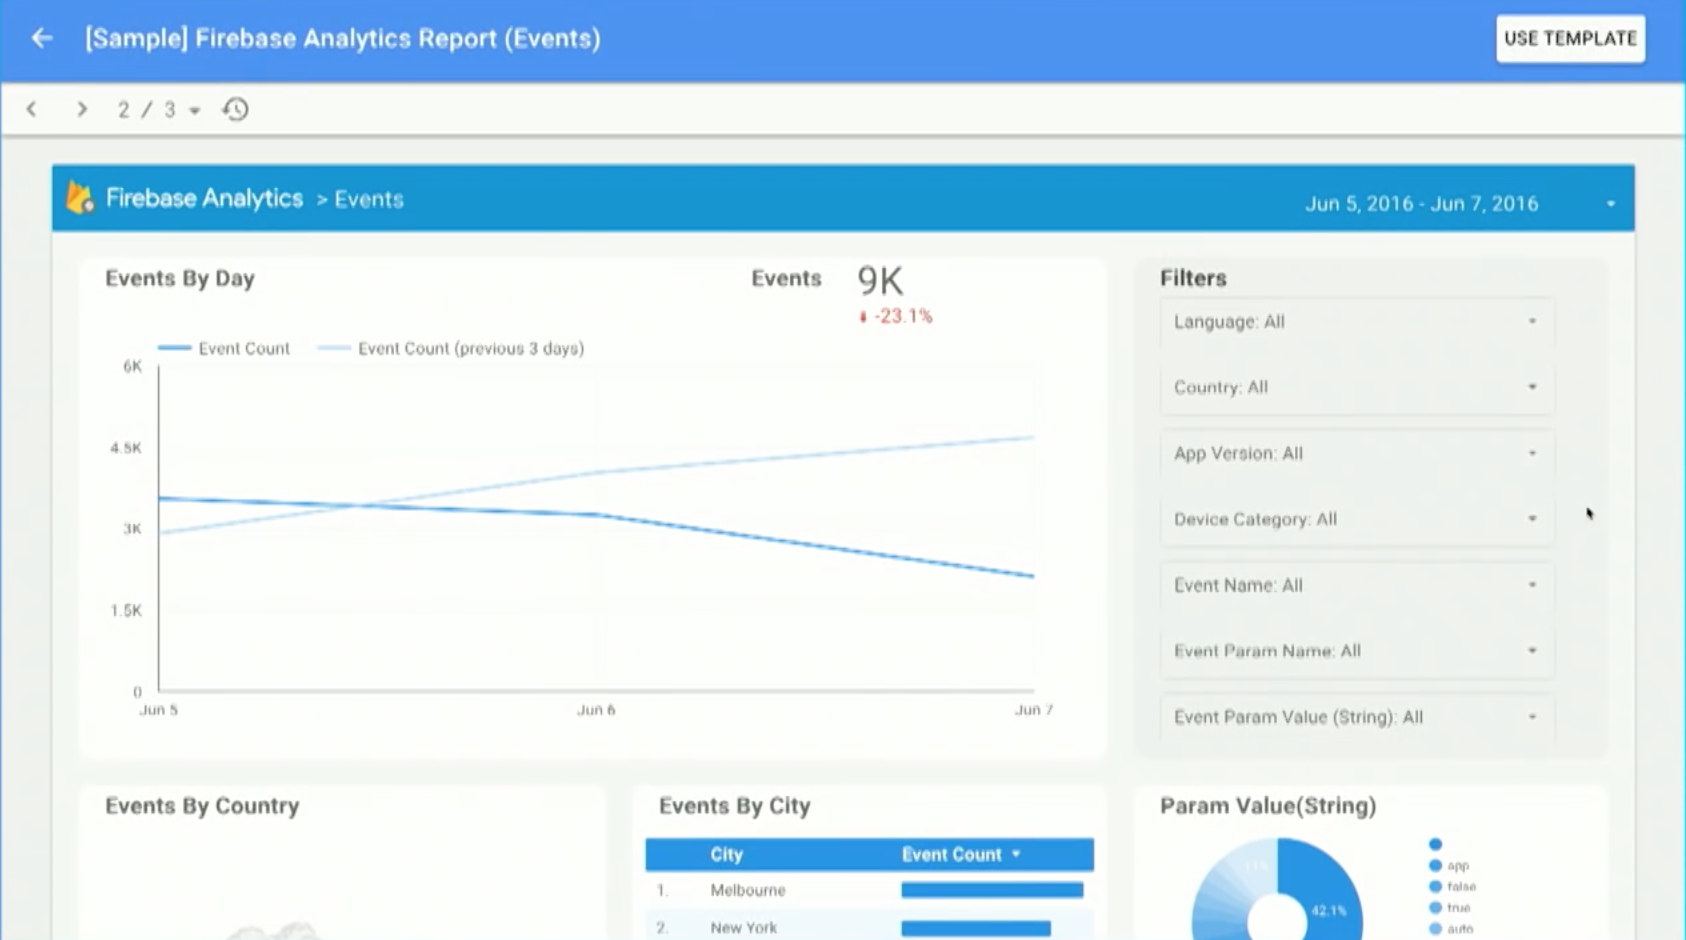 [Sample] Firebase Analytics Report (Events)
USE TEMPLATE
2 / 3
Firebase Analytics > Events
Jun 5, 2016 - Jun 7, 2016
Events By Day
Events 9K
-23.1%
Event Count Event Count (previous 3 days)
6K
4.5K
3K
1.5K
0
Jun 5 Jun 6 Jun 7
Filters
Language: All
Country: All
App Version: All
Device Category: All
Event Name: All
Event Param Name: All
Event Param Value (String): All
Events By Country
Events By City
City Event Count
1. Melbourne
2. New York
Param Value(String)
42.1%
app
false
true
auto